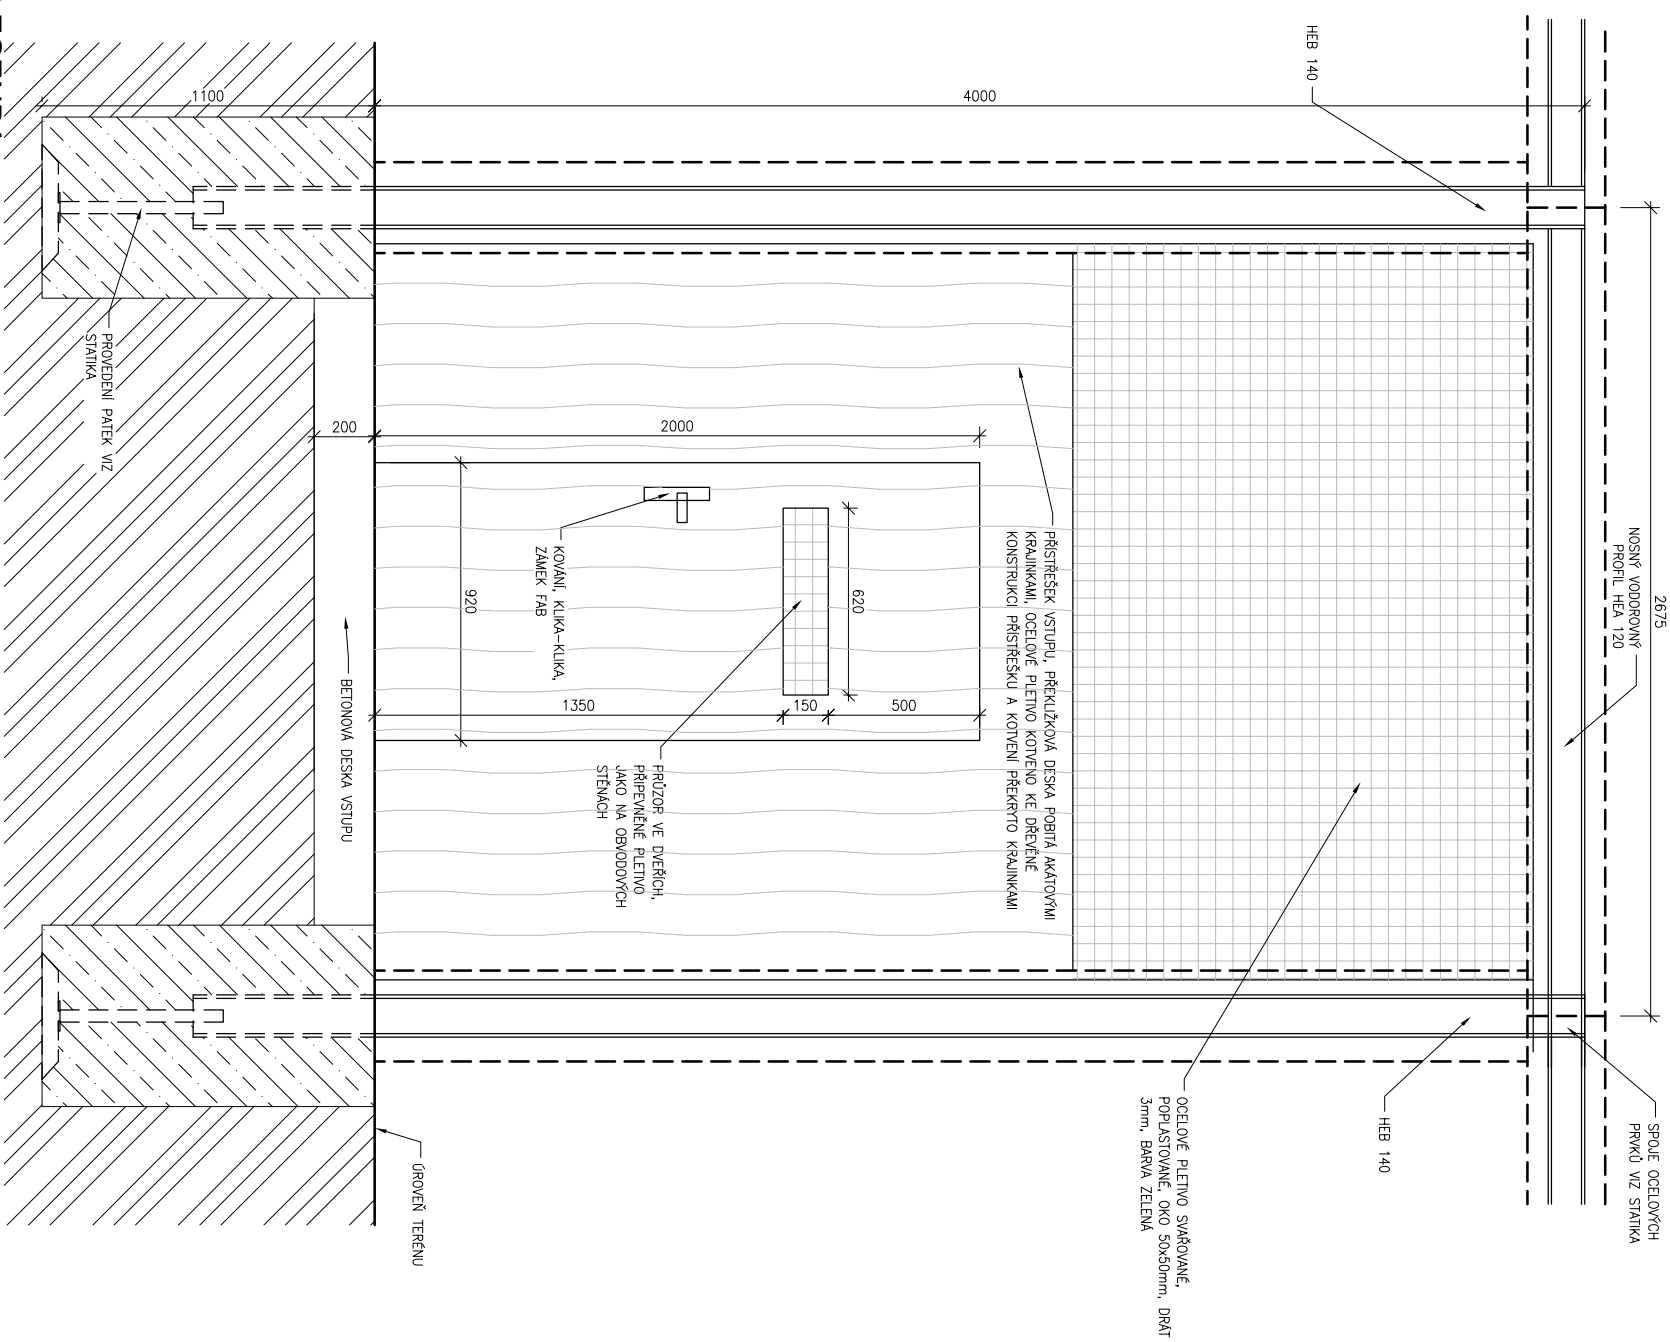 2675
NOSNÝ VODOROVNÝ
PROFIL HEA 120
SPOJE OCELOVÝCH
PRVKŮ VIZ STATIKA
HEB 140
4000
HEB 140
OCELOVÉ PLETIVO SVAŘOVANÉ,
POPLASTOVANÉ, OKO 50x50mm, DRÁT
3mm, BARVA ZELENÁ
PŘÍSTŘEŠEK VSTUPU, PŘEKLIŽKOVÁ DESKA POBITÁ AKÁTOVÝMI
KRAJINKAMI, OCELOVÉ PLETIVO KOTVENO KE DŘEVĚNÉ
KONSTRUKCI PŘÍSTŘEŠKU A KOTVENÍ PŘEKRYTO KRAJINKAMI
2000
500
620
150
1350
PRŮZOR VE DVEŘÍCH,
PŘIPEVNĚNÉ PLETIVO
JAKO NA OBVODOVÝCH
STĚNÁCH
KOVÁNÍ, KLIKA-KLIKA,
ZÁMEK FAB
920
ÚROVEŇ TERÉNU
200
BETONOVÁ DESKA VSTUPU
1100
PROVEDENÍ PATEK VIZ
STATIKA